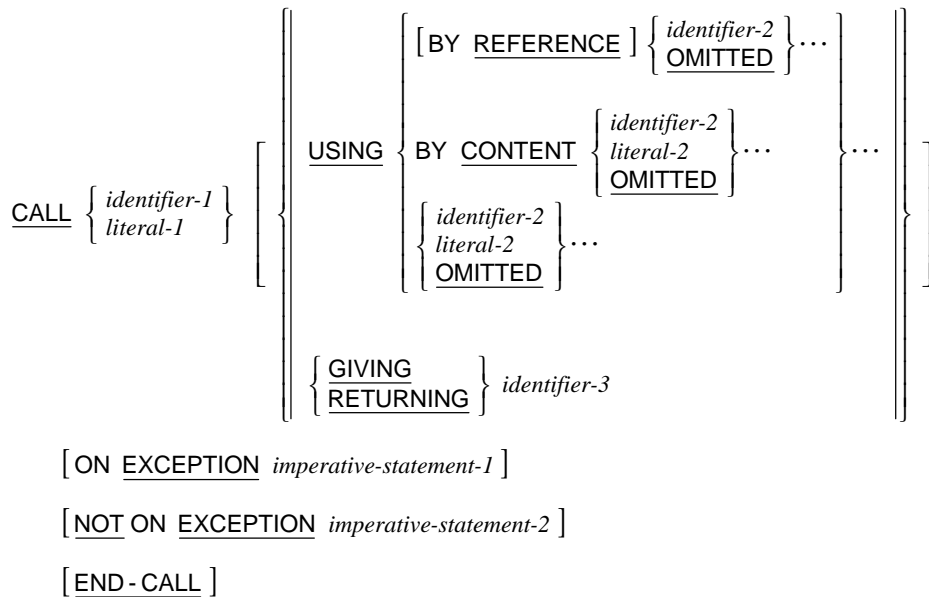 [ BY REFERENCE ] { identifier-2
OMITTED } ...
USING
BY CONTENT { identifier-2
literal-2
OMITTED } ... ...
CALL { identifier-1
literal-1 }
{ identifier-2
literal-2
OMITTED } ...
{ GIVING
RETURNING } identifier-3
[ ON EXCEPTION imperative-statement-1 ]
[ NOT ON EXCEPTION imperative-statement-2 ]
[ END-CALL ]